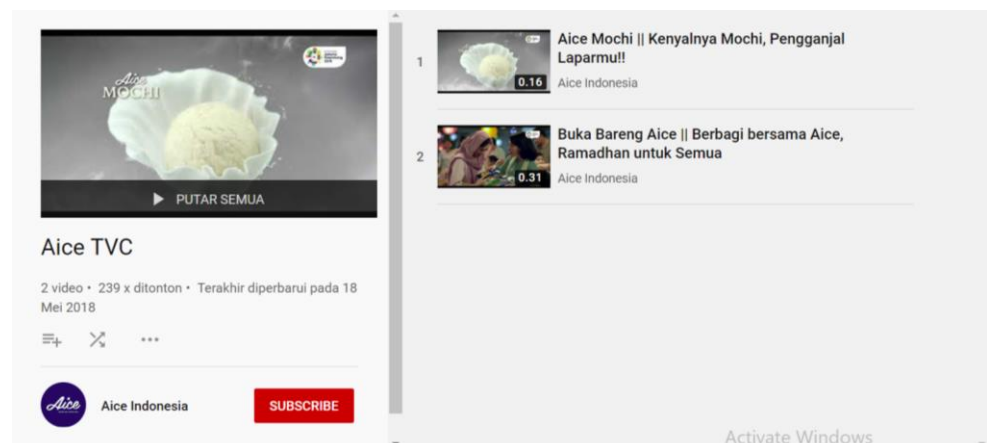 Aice
MOCHI
PUTAR SEMUA
Aice TVC
2 video • 239 x ditonton • Terakhir diperbarui pada 18
Mei 2018
Aice
Aice Indonesia
SUBSCRIBE
1
0.16
Aice Mochi || Kenyalnya Mochi, Pengganjal
Laparmu!!
Aice Indonesia
2
0.31
Buka Bareng Aice || Berbagi bersama Aice,
Ramadhan untuk Semua
Aice Indonesia
Activate Windows